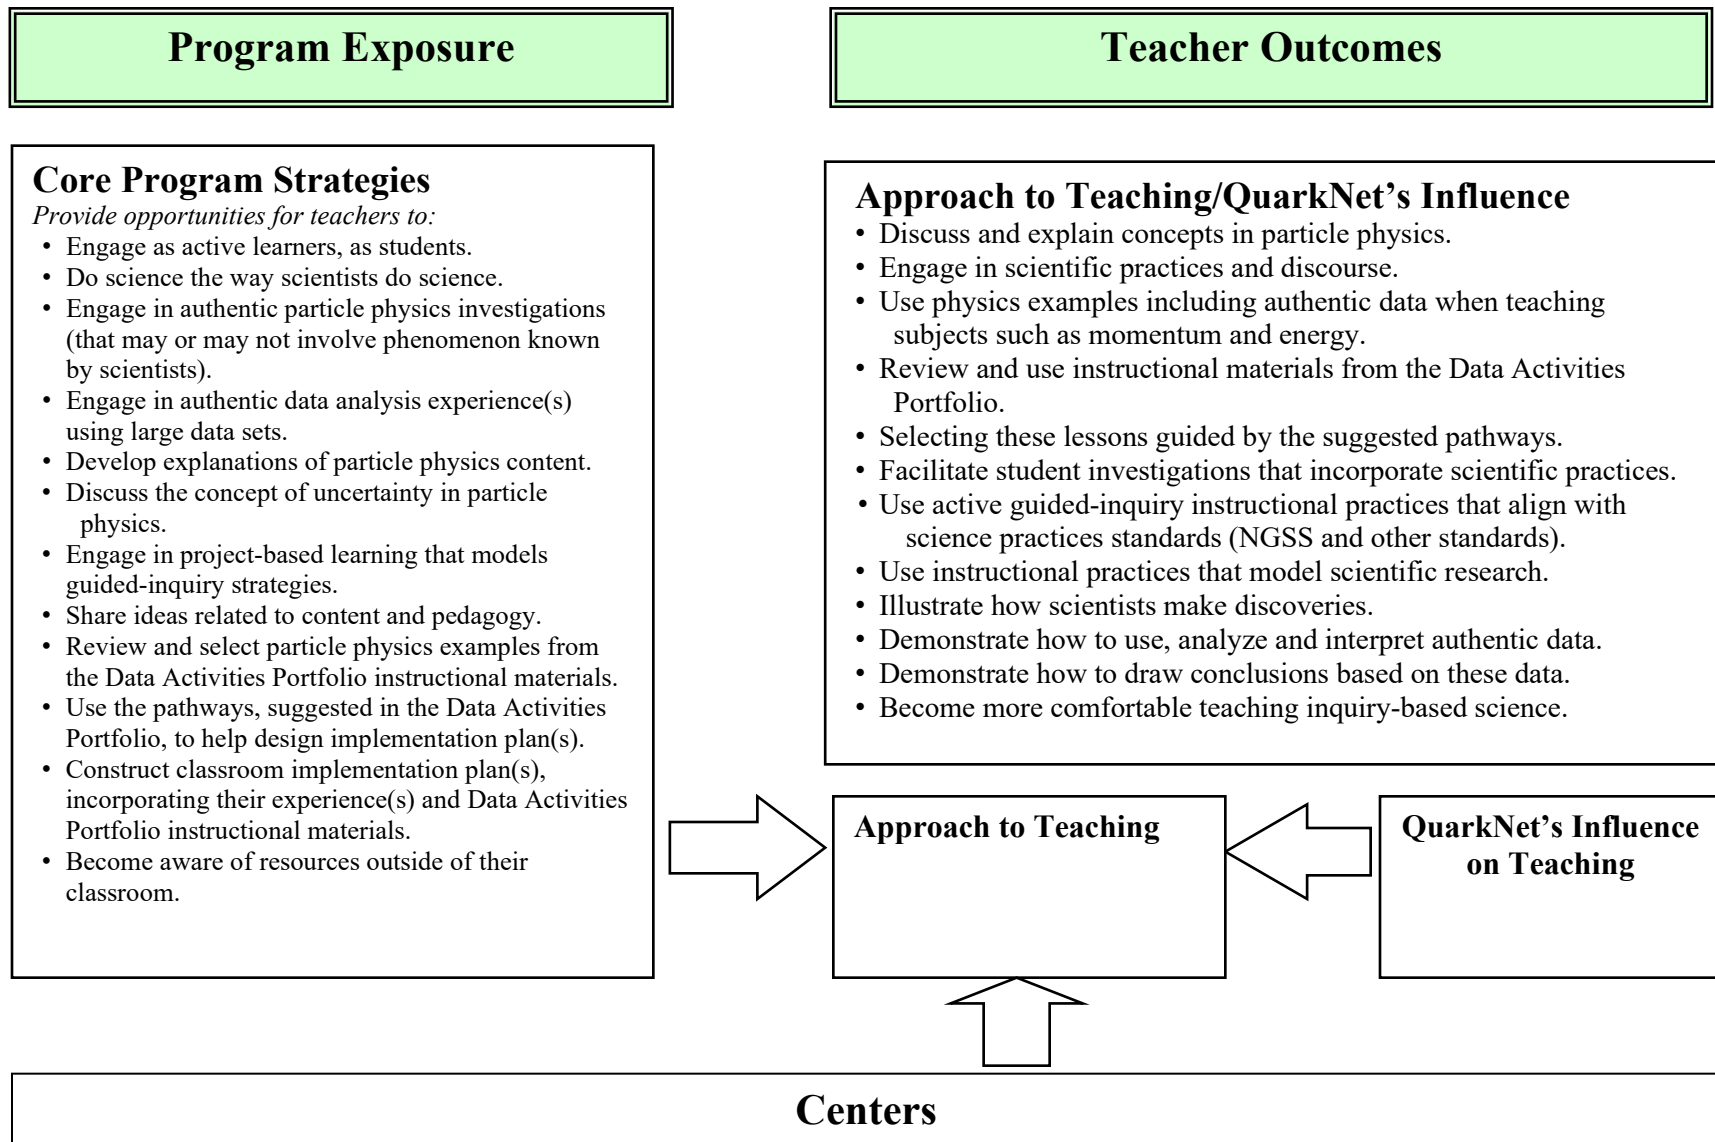 Program Exposure
Teacher Outcomes
Core Program Strategies
Provide opportunities for teachers to:
• Engage as active learners, as students.
• Do science the way scientists do science.
• Engage in authentic particle physics investigations
(that may or may not involve phenomenon known
by scientists).
• Engage in authentic data analysis experience(s)
using large data sets.
• Develop explanations of particle physics content.
• Discuss the concept of uncertainty in particle
physics.
• Engage in project-based learning that models
guided-inquiry strategies.
• Share ideas related to content and pedagogy.
• Review and select particle physics examples from
the Data Activities Portfolio instructional materials.
• Use the pathways, suggested in the Data Activities
Portfolio, to help design implementation plan(s).
• Construct classroom implementation plan(s),
incorporating their experience(s) and Data Activities
Portfolio instructional materials.
• Become aware of resources outside of their
classroom.
Approach to Teaching/QuarkNet’s Influence
• Discuss and explain concepts in particle physics.
• Engage in scientific practices and discourse.
• Use physics examples including authentic data when teaching
subjects such as momentum and energy.
• Review and use instructional materials from the Data Activities
Portfolio.
• Selecting these lessons guided by the suggested pathways.
• Facilitate student investigations that incorporate scientific practices.
• Use active guided-inquiry instructional practices that align with
science practices standards (NGSS and other standards).
• Use instructional practices that model scientific research.
• Illustrate how scientists make discoveries.
• Demonstrate how to use, analyze and interpret authentic data.
• Demonstrate how to draw conclusions based on these data.
• Become more comfortable teaching inquiry-based science.
Approach to Teaching
QuarkNet’s Influence
on Teaching
Centers